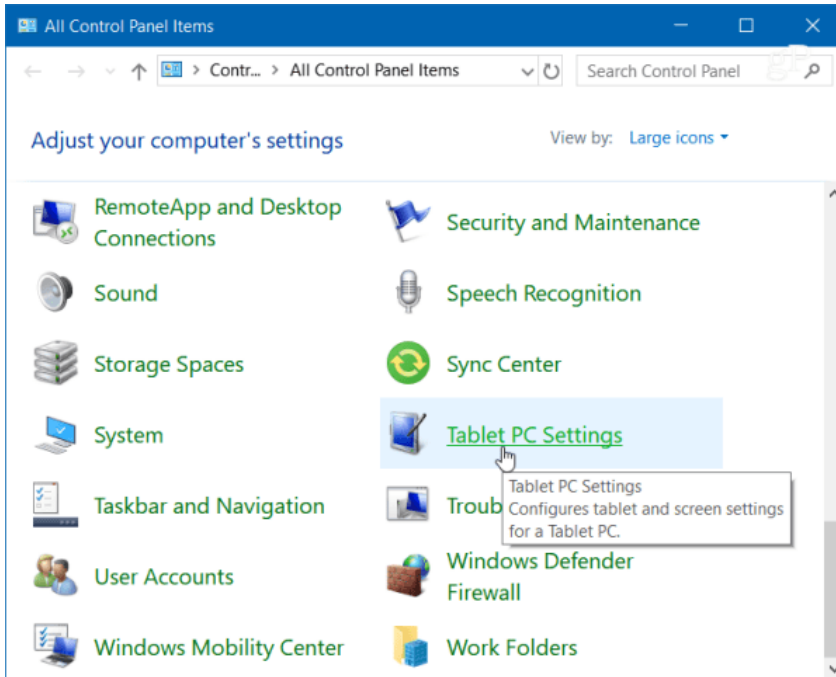 All Control Panel Items
Contr... > All Control Panel Items
Search Control Panel
gP
Adjust your computer's settings
View by: Large icons
RemoteApp and Desktop
Connections
Security and Maintenance
Sound
Speech Recognition
Storage Spaces
Sync Center
System
Tablet PC Settings
Tablet PC Settings
Configures tablet and screen settings
for a Tablet PC.
Taskbar and Navigation
Troub
User Accounts
Windows Defender
Firewall
Windows Mobility Center
Work Folders